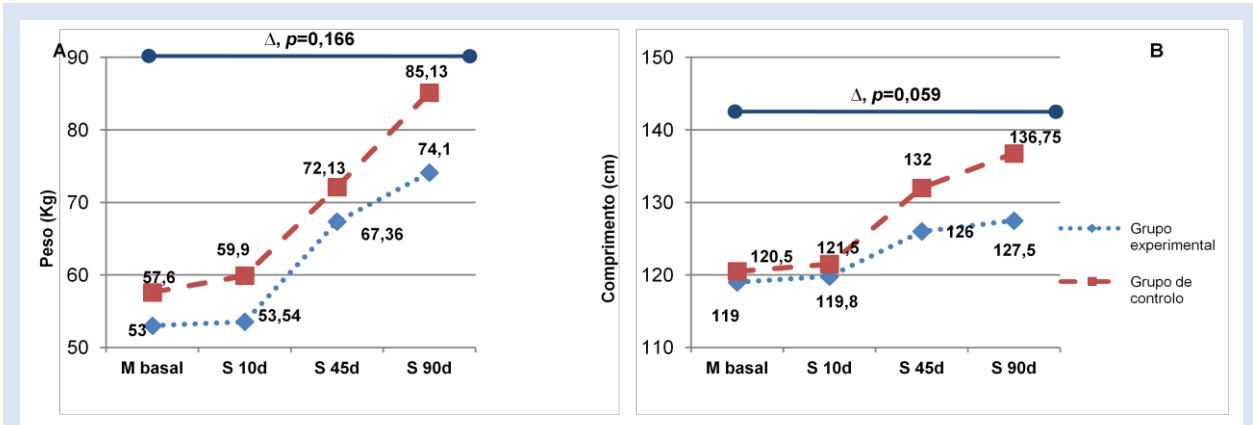 A
Δ, p=0,166
Peso (Kg)
90
80
70
60
50
85,13
74,1
72,13
67,36
59,9
57,6
53
53,54
M basal
S 10d
S 45d
S 90d
B
Δ, p=0,059
Comprimento (cm)
150
140
130
120
110
136,75
132
126
127,5
121,5
120,5
119,8
119
M basal
S 10d
S 45d
S 90d
Grupo
experimental
Grupo de
controlo